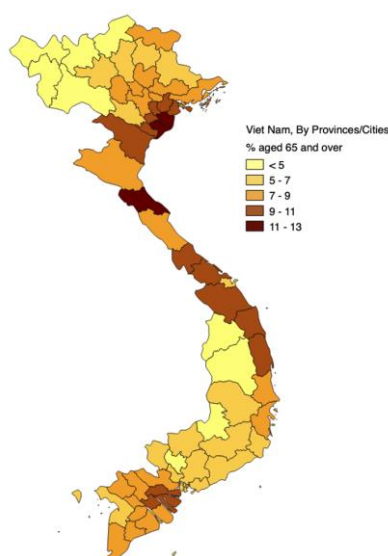 Viet Nam, By Provinces/Cities
% aged 65 and over
< 5
5 - 7
7 - 9
9 - 11
11 - 13